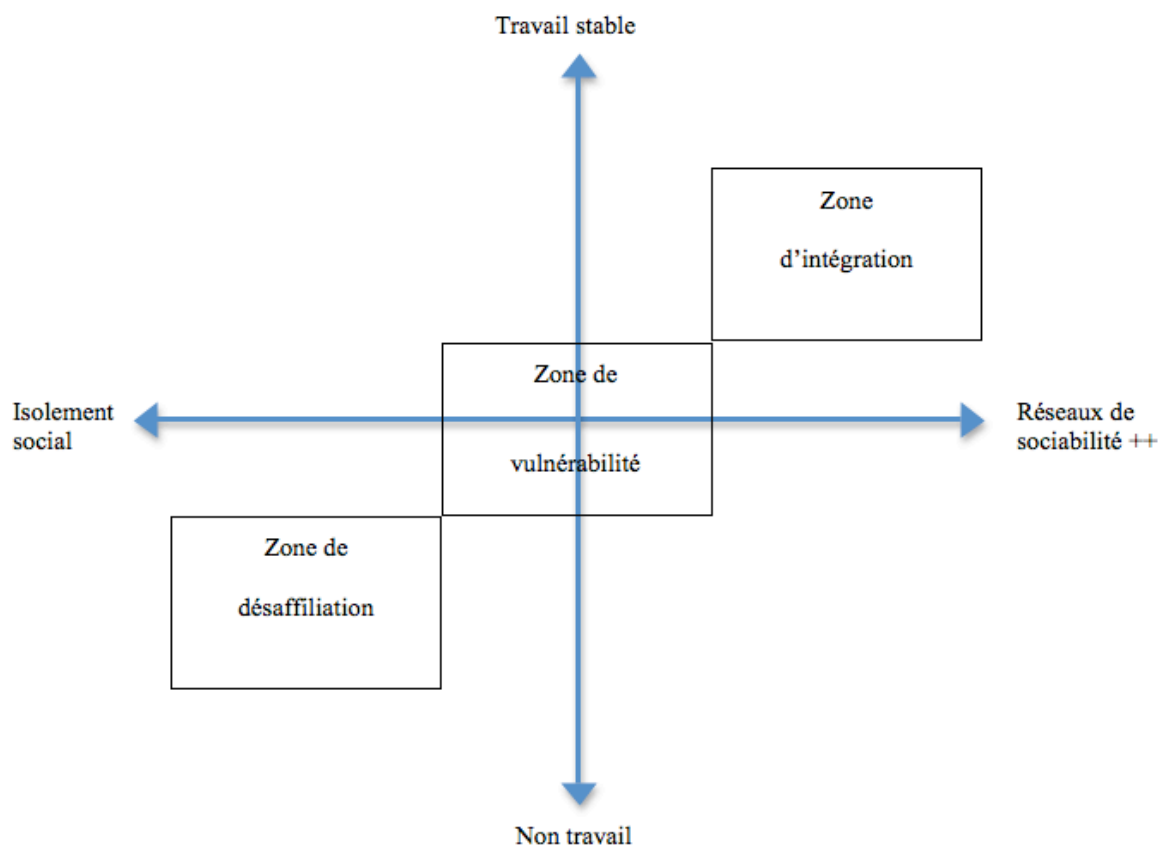 Travail stable
Zone
d’intégration
Zone de
vulnérabilité
Isolement
social
Réseaux de
sociabilité ++
Zone de
désaffiliation
Non travail